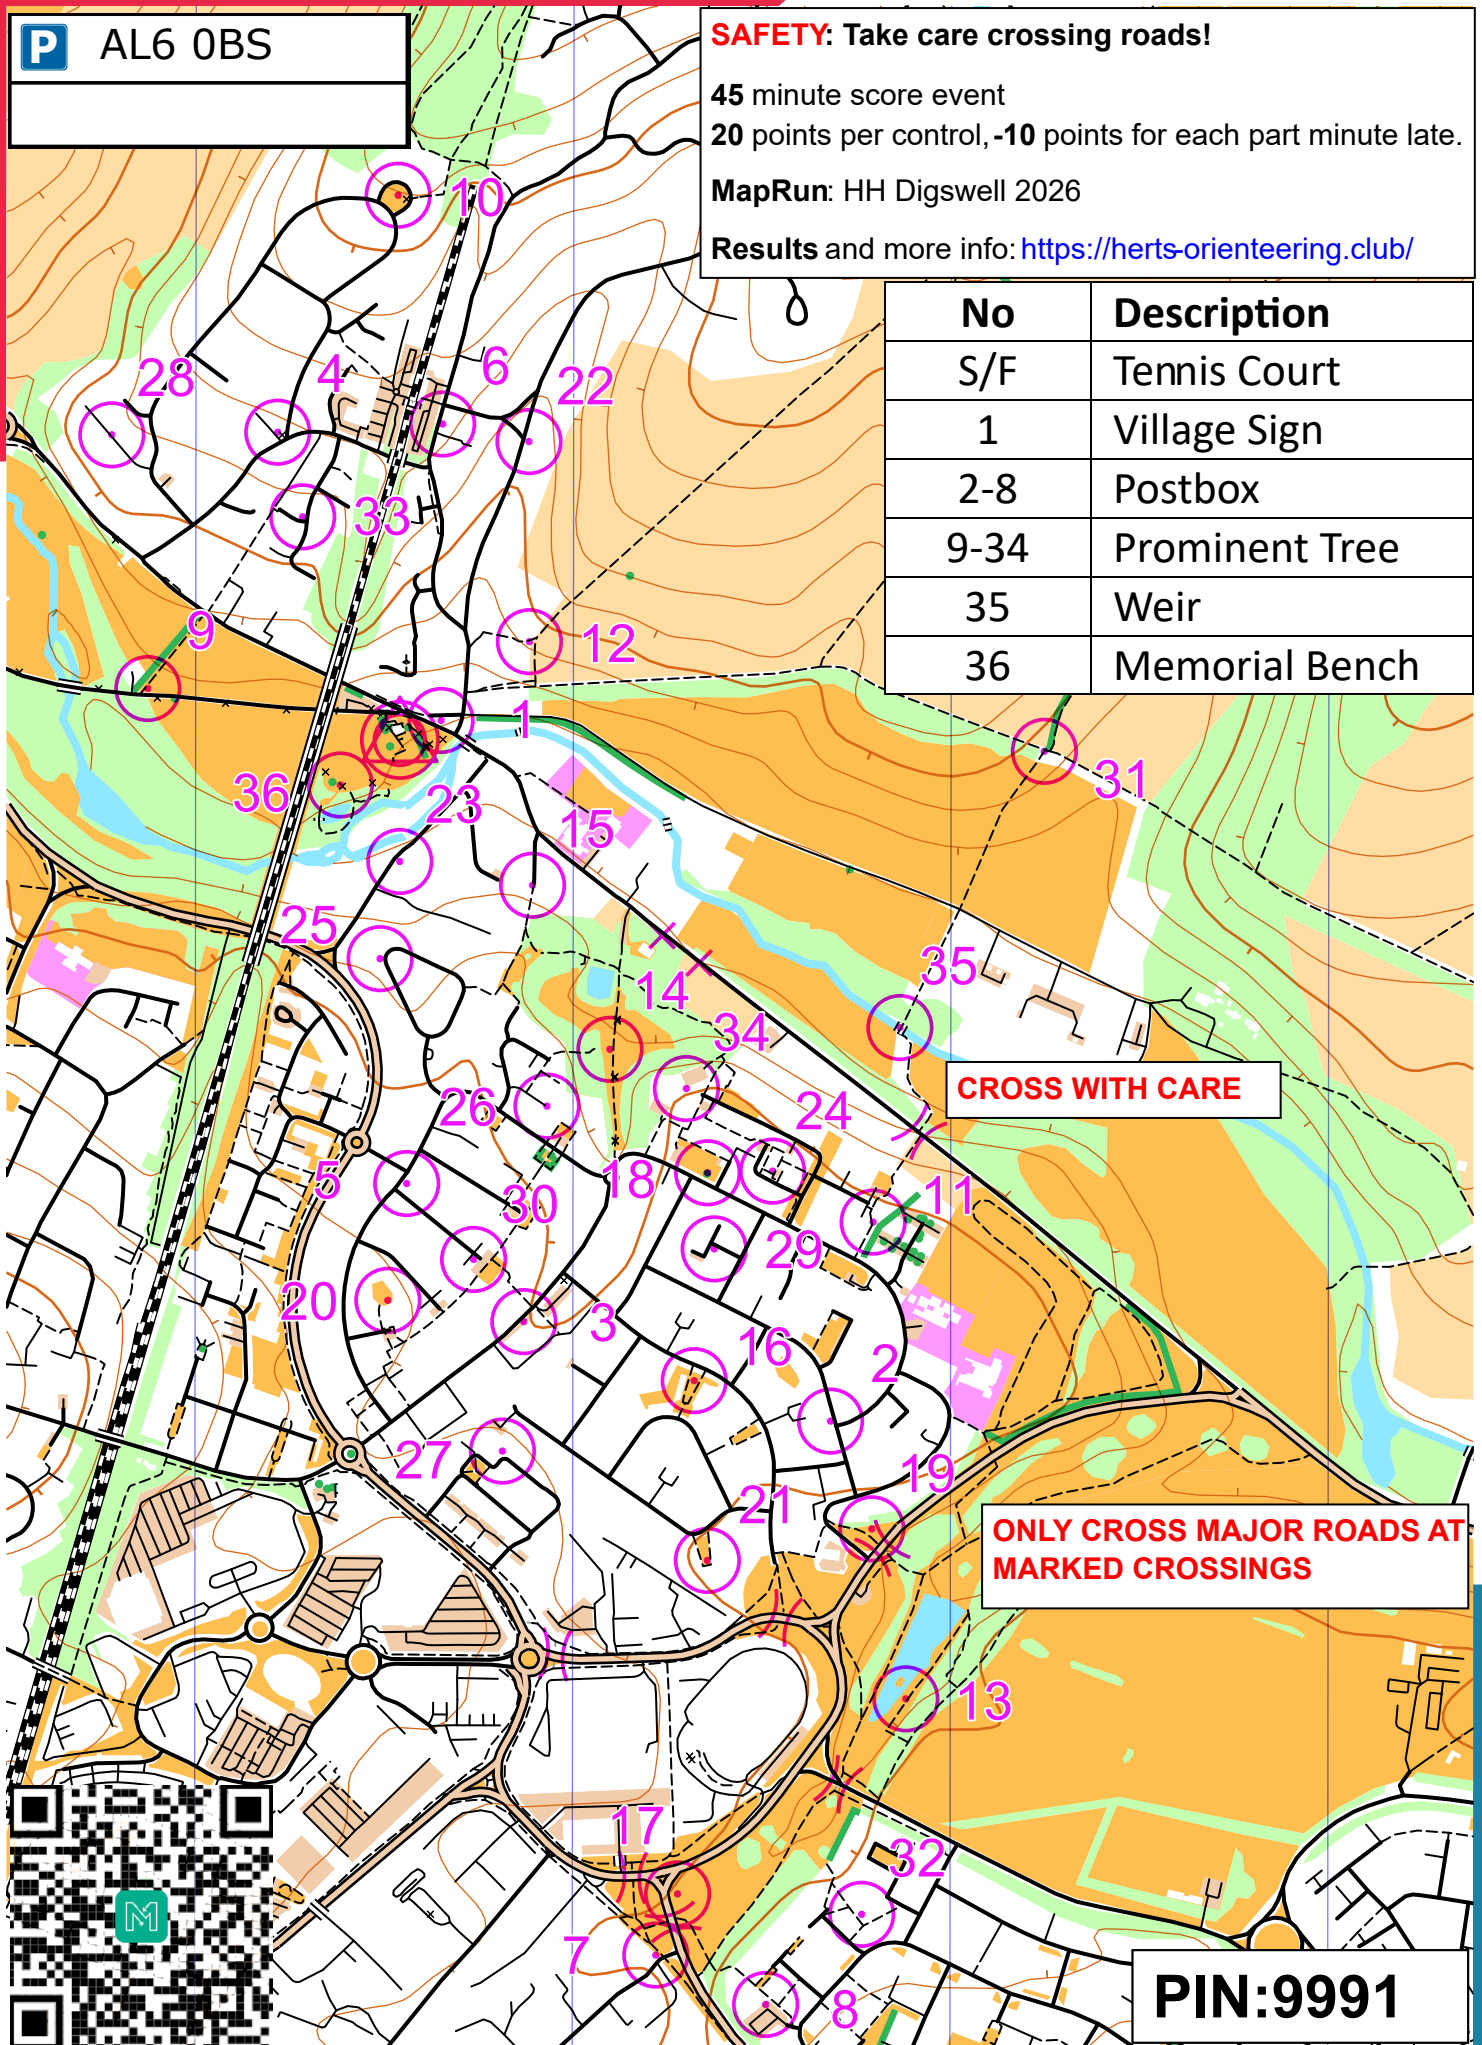 P AL6 0BS
SAFETY: Take care crossing roads!
45 minute score event
20 points per control, -10 points for each part minute late.
MapRun: HH Digswell 2026
Results and more info: https://herts-orienteering.club/
No Description
S/F Tennis Court
1 Village Sign
2-8 Postbox
9-34 Prominent Tree
35 Weir
36 Memorial Bench
10
28
4
6
22
33
9
12
1
31
36
23
15
25
35
14
34
CROSS WITH CARE
26
24
5
18
30
11
29
20
3
16
2
27
19
21
ONLY CROSS MAJOR ROADS AT
MARKED CROSSINGS
13
17
32
7
8
M
PIN:9991